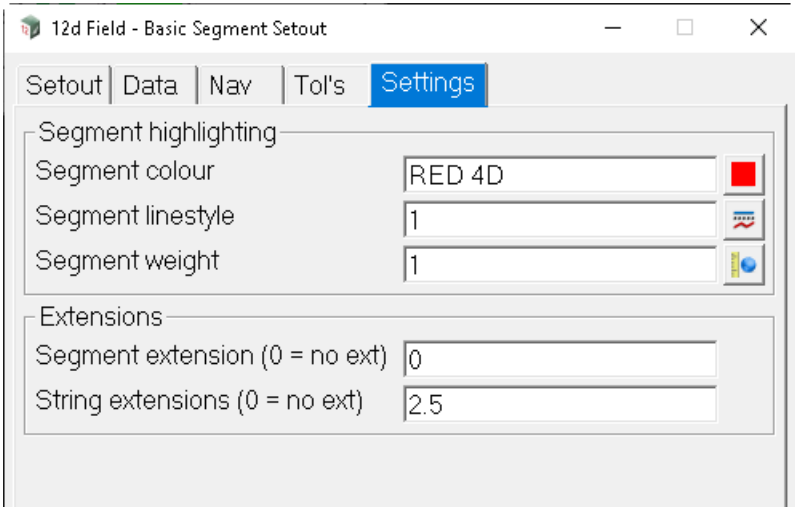 12d Field - Basic Segment Setout
Setout Data Nav Tol's Settings
Segment highlighting
Segment colour RED 4D
Segment linestyle 1
Segment weight 1
Extensions
Segment extension (0 = no ext) 0
String extensions (0 = no ext) 2.5